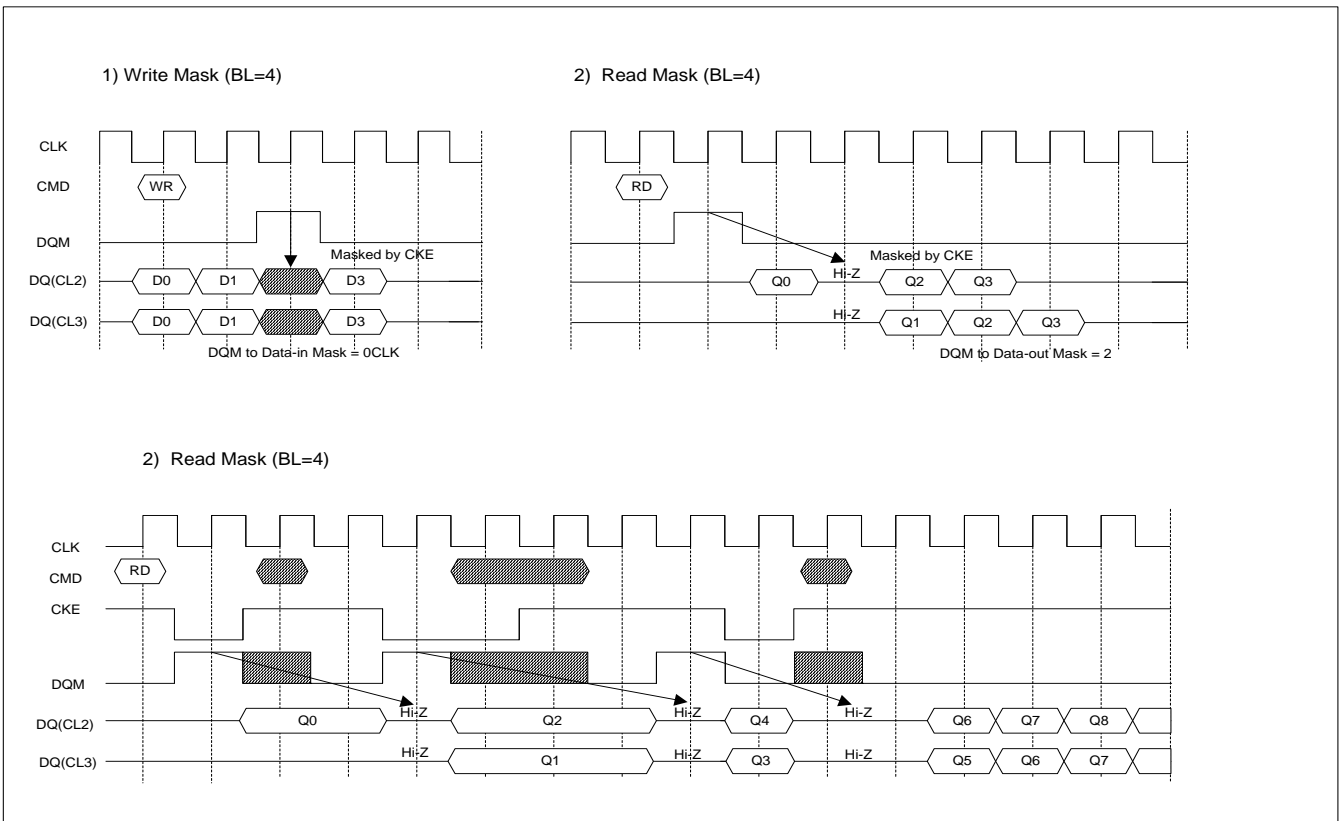 1) Write Mask (BL=4)
CLK
CMD
WR
DQM
Masked by CKE
DQ(CL2)
D0 D1 D3
DQ(CL3)
D0 D1 D3
DQM to Data-in Mask = 0CLK
2) Read Mask (BL=4)
RD
Masked by CKE
Q0 Hi-Z Q2 Q3
Hi-Z Q1 Q2 Q3
DQM to Data-out Mask = 2
2) Read Mask (BL=4)
CLK
CMD
RD
CKE
DQM
DQ(CL2)
Q0 Hi-Z Q2 Hi-Z Q4 Hi-Z Q6 Q7 Q8
DQ(CL3)
Hi-Z Q1 Hi-Z Q3 Hi-Z Q5 Q6 Q7